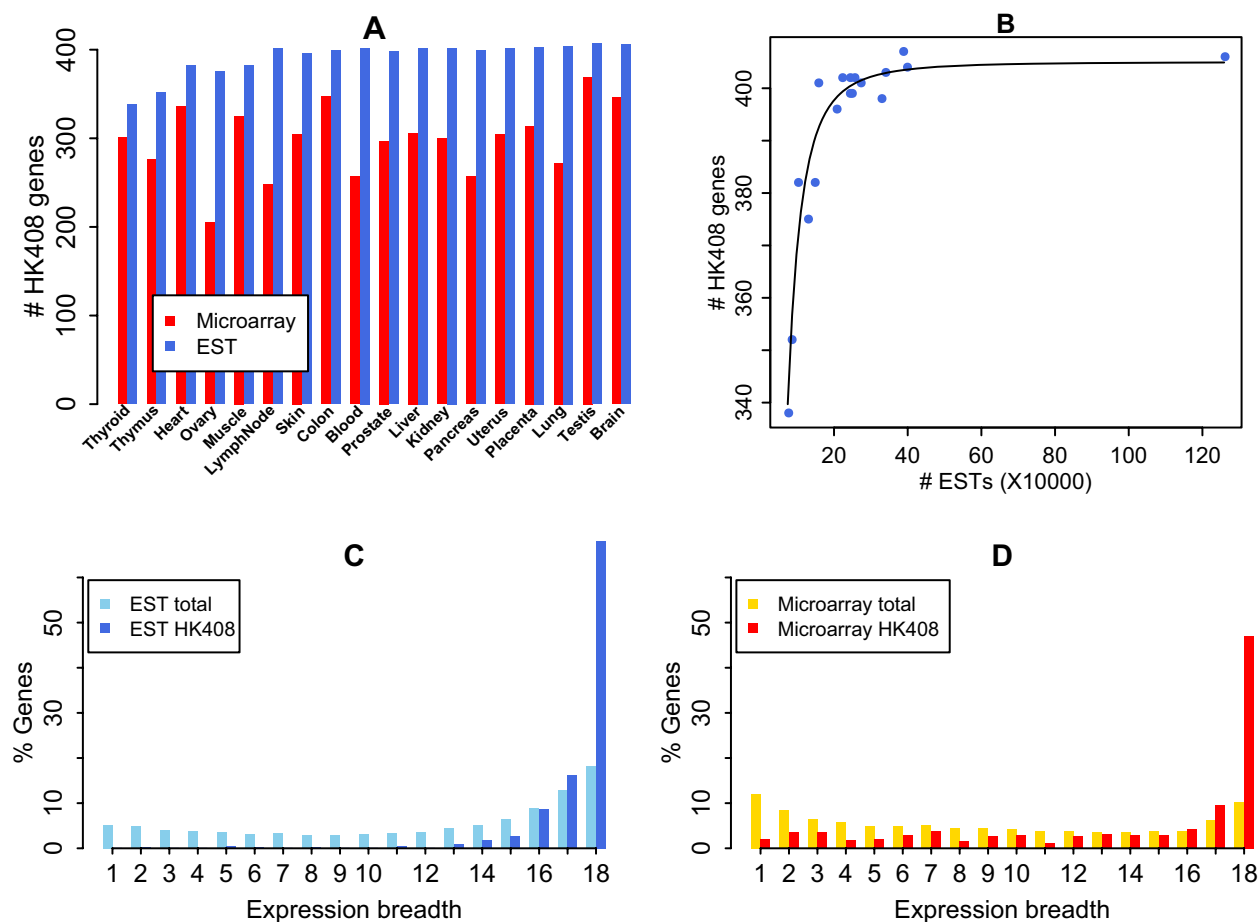 A
# HK408 genes
400
300
200
100
0
Microarray
EST
Thyroid
Thymus
Heart
Ovary
Muscle
LymphNode
Skin
Colon
Blood
Prostate
Liver
Kidney
Pancreas
Uterus
Placenta
Lung
Testis
Brain
B
# HK408 genes
400
380
360
340
20 40 60 80 100 120
# ESTs (X10000)
C
% Genes
50
30
10
0
EST total
EST HK408
1 2 3 4 5 6 7 8 9 10 12 14 16 18
Expression breadth
D
% Genes
50
30
10
0
Microarray total
Microarray HK408
1 2 3 4 5 6 7 8 9 10 12 14 16 18
Expression breadth